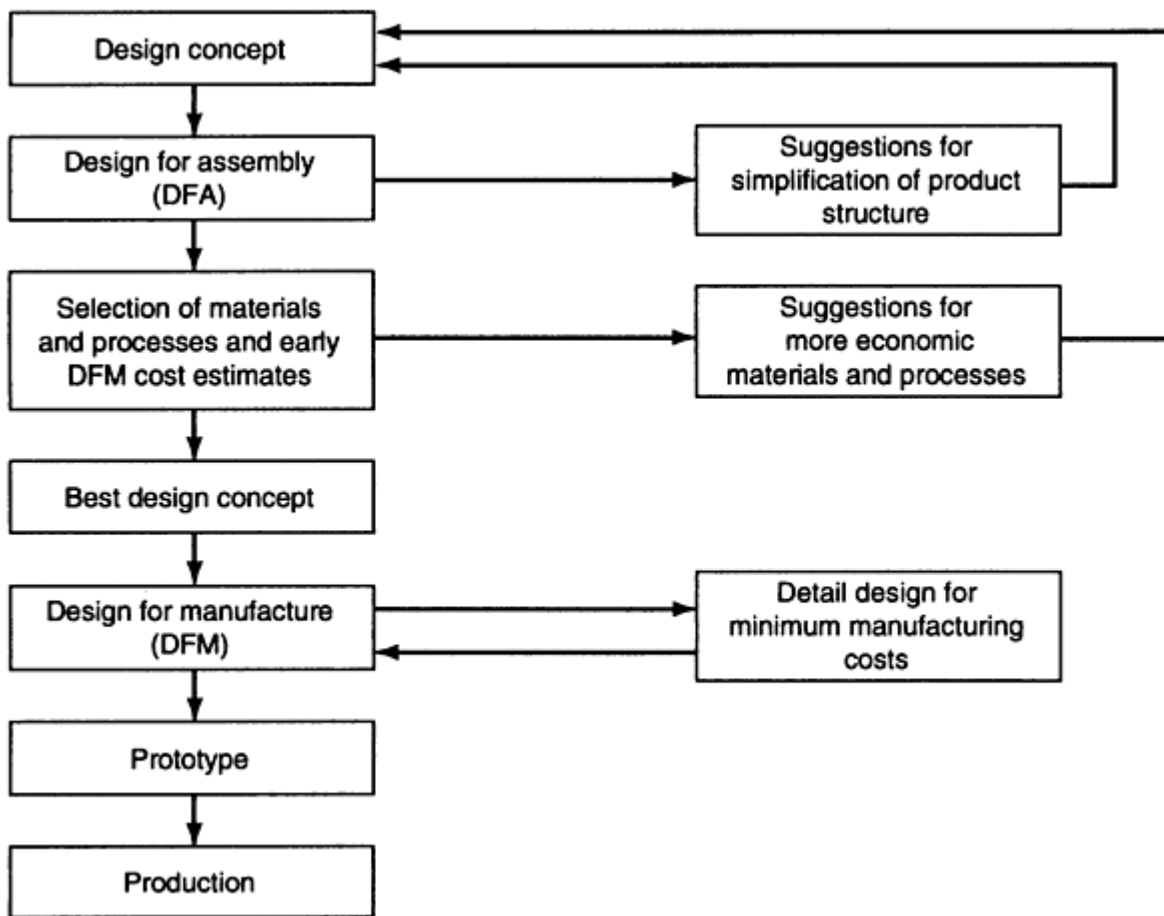 Design concept
Design for assembly
(DFA)
Suggestions for
simplification of product
structure
Selection of materials
and processes and early
DFM cost estimates
Suggestions for
more economic
materials and processes
Best design concept
Design for manufacture
(DFM)
Detail design for
minimum manufacturing
costs
Prototype
Production